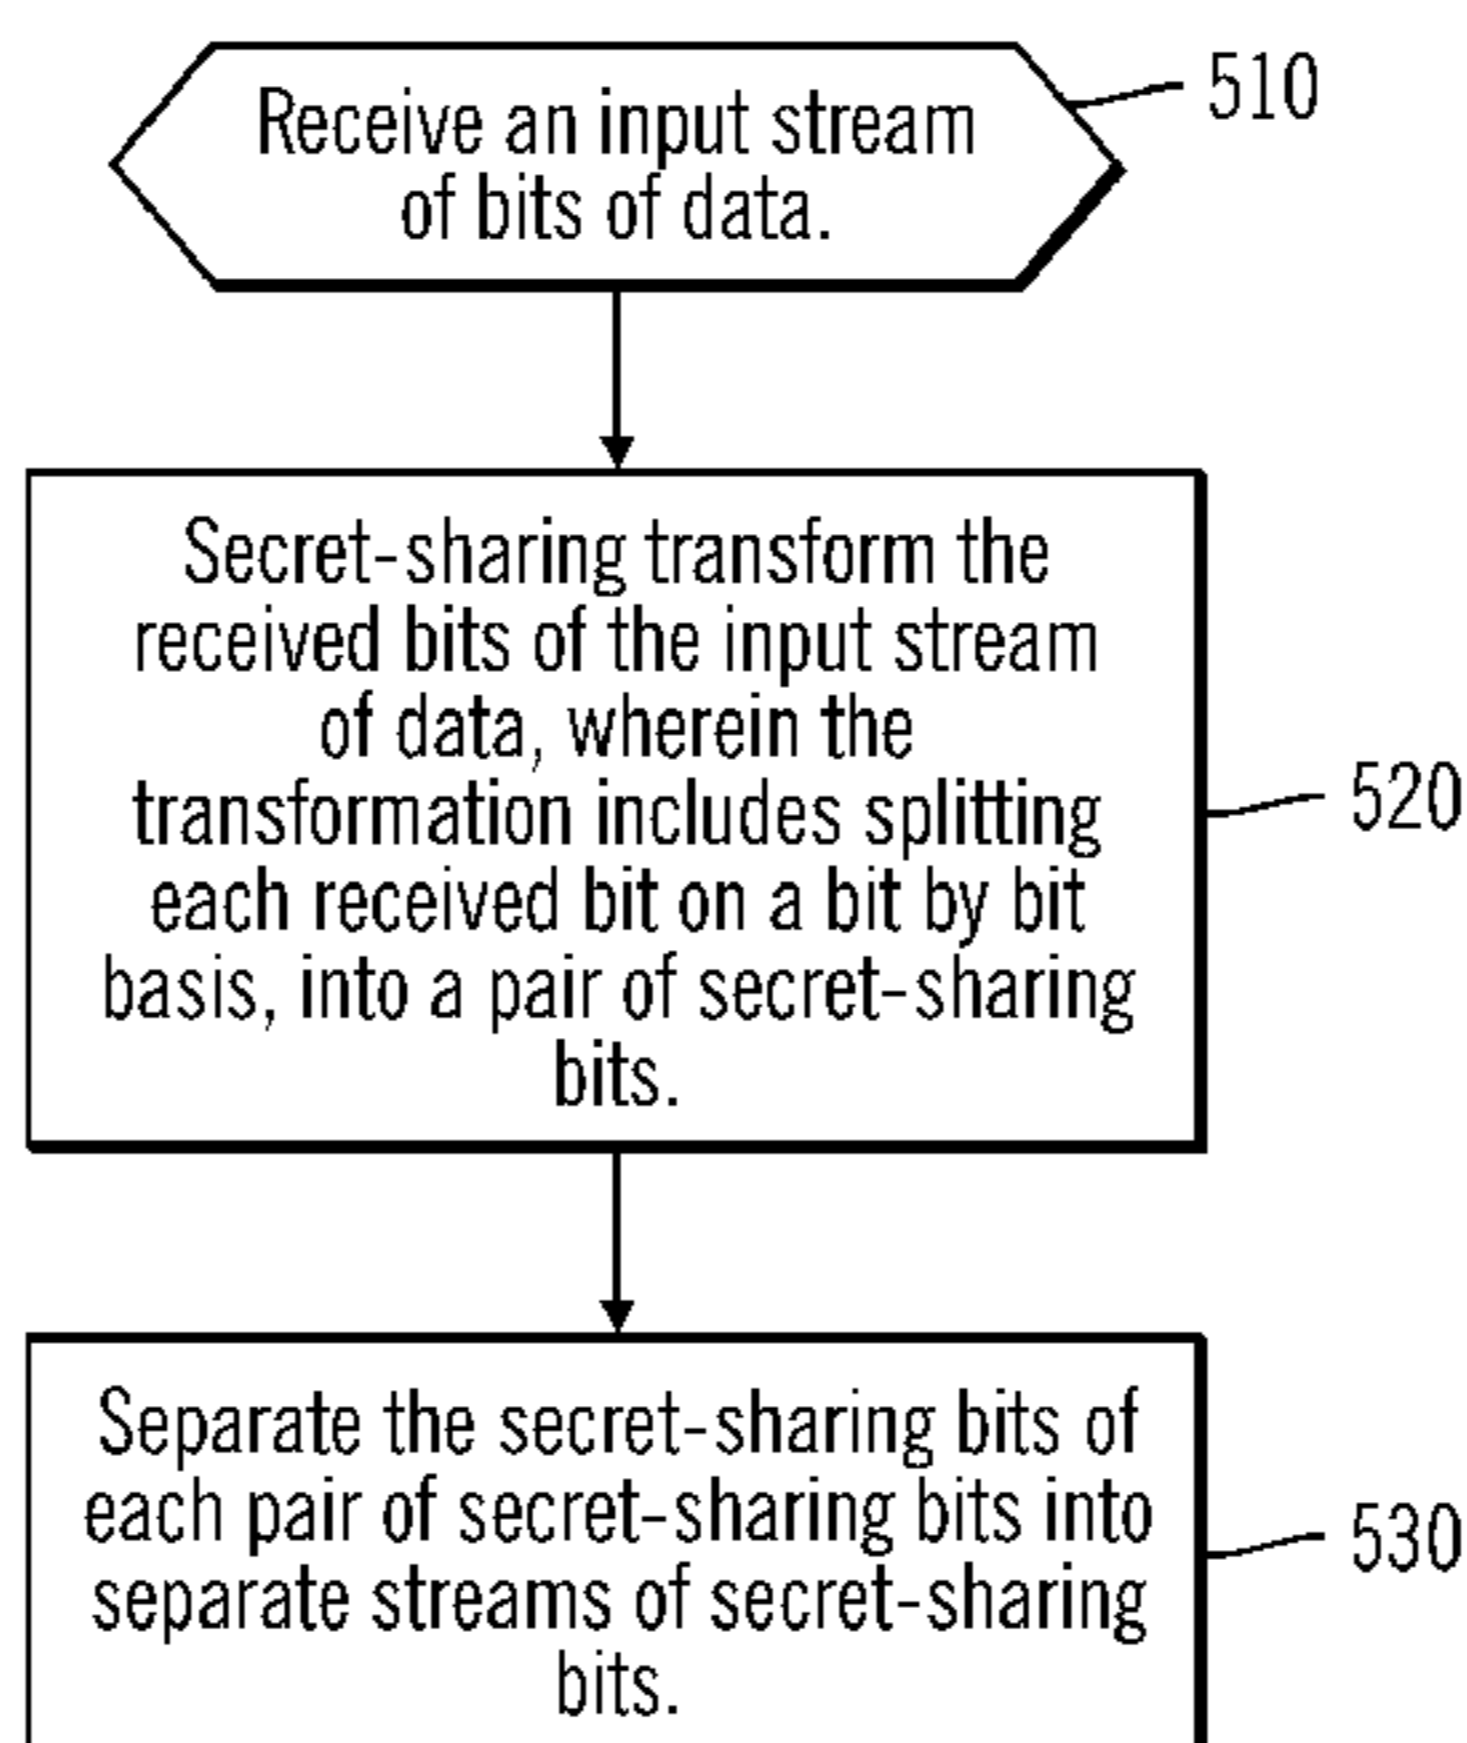 Receive an input stream
of bits of data.
510
Secret-sharing transform the
received bits of the input stream
of data, wherein the
transformation includes splitting
each received bit on a bit by bit
basis, into a pair of secret-sharing
bits.
520
Separate the secret-sharing bits of
each pair of secret-sharing bits into
separate streams of secret-sharing
bits.
530